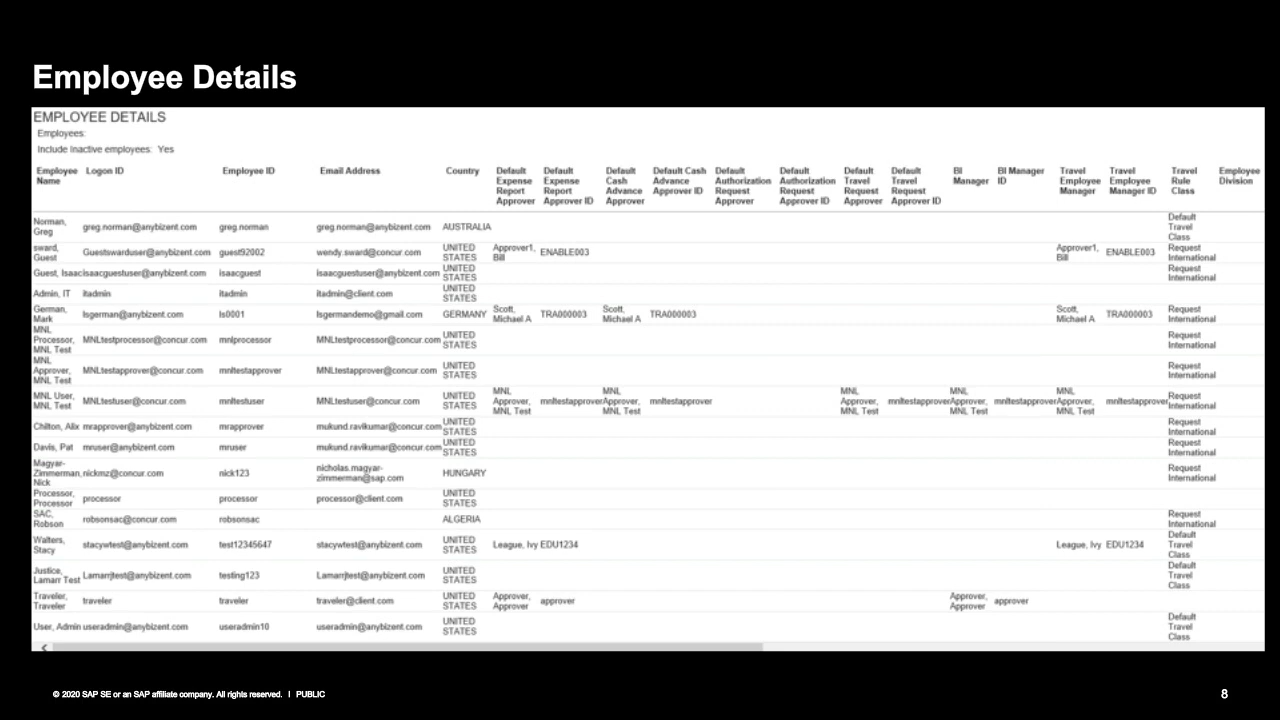 Employee Details
EMPLOYEE DETAILS
Employees:
Include Inactive employees: Yes
Employee Name Logon ID Employee ID Email Address Country Default Expense Report Approver Default Expense Report Approver ID Default Cash Advance Approver Default Cash Advance Approver ID Default Authorization Request Approver Default Authorization Request Approver ID Default Travel Request Approver Default Travel Request Approver ID BI Manager BI Manager ID Travel Employee Manager Travel Employee Manager ID Travel Rule Class Employee Division
Norman, Greg greg.norman@anybizent.com greg.norman greg.norman@anybizent.com AUSTRALIA Default Travel Class
sward, Guest Guestswarduser@anybizent.com guest92002 wendy.sward@concur.com UNITED STATES Approver1, Bill ENABLE003 Approver1, Bill ENABLE003 Request International
Guest, Isaac isaacguestuser@anybizent.com isaacguest isaacguestuser@anybizent.com UNITED STATES Request International
Admin, IT itadmin itadmin itadmin@client.com UNITED STATES
German, Mark lsgerman@anybizent.com ls0001 lsgermandemo@gmail.com GERMANY Scott, Michael A TRA000003 Scott, Michael A TRA000003 Scott, Michael A TRA000003 Request International
MNL Processor, MNL Test MNLtestprocessor@concur.com mnlprocessor MNLtestprocessor@concur.com UNITED STATES Request International
MNL Approver, MNL Test MNLtestapprover@concur.com mnltestapprover MNLtestapprover@concur.com UNITED STATES Request International
MNL User, MNL Test MNLtestuser@concur.com mnltestuser MNLtestuser@concur.com UNITED STATES MNL Approver, MNL Test mnltestapprover MNL Approver, MNL Test mnltestapprover MNL Approver, MNL Test mnltestapprover MNL Approver, MNL Test mnltestapprover MNL Approver, MNL Test mnltestapprover Request International
Chilton, Alix mrapprover@anybizent.com mrapprover mukund.ravikumar@concur.com UNITED STATES Request International
Davis, Pat mruser@anybizent.com mruser mukund.ravikumar@concur.com UNITED STATES Request International
Magyar-Zimmerman, Nick nickmz@concur.com nick123 nicholas.magyar-zimmerman@sap.com HUNGARY Request International
Processor, Processor processor processor processor@client.com UNITED STATES
SAC, Robson robsonsac@concur.com robsonsac ALGERIA Request International
Walters, Stacy stacywtest@anybizent.com test12345647 stacywtest@anybizent.com UNITED STATES League, Ivy EDU1234 League, Ivy EDU1234 Default Travel Class
Justice, Lamarr Test Lamarrjtest@anybizent.com testing123 Lamarrjtest@anybizent.com UNITED STATES Default Travel Class
Traveler, Traveler traveler traveler traveler@client.com UNITED STATES Approver, Approver approver Approver, Approver approver
User, Admin useradmin@anybizent.com useradmin10 useradmin@anybizent.com UNITED STATES Default Travel Class
© 2020 SAP SE or an SAP affiliate company. All rights reserved. | PUBLIC
8